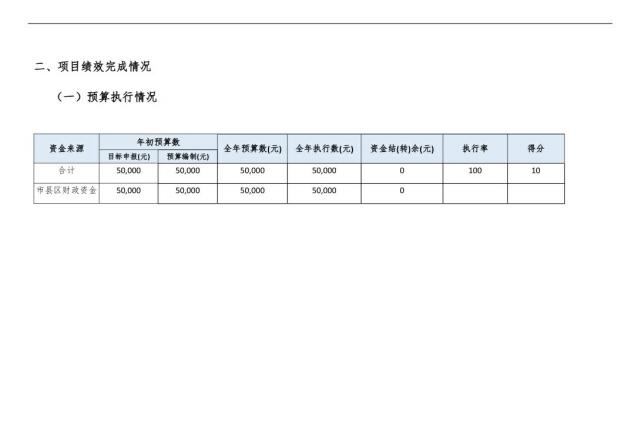 二、项目绩效完成情况
（一）预算执行情况
资金来源 年初预算数 全年预算数(元) 全年执行数(元) 资金结(转)余(元) 执行率 得分
目标申报(元) 预算编制(元)
合计 50,000 50,000 50,000 50,000 0 100 10
市县区财政资金 50,000 50,000 50,000 50,000 0